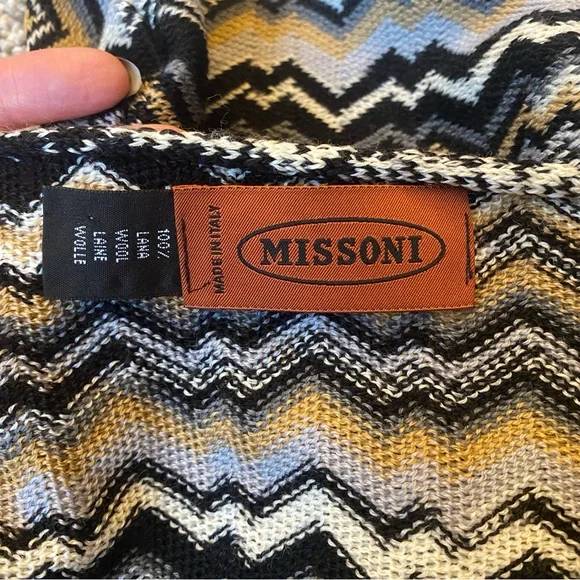 100%
LANA
WOOL
LAINE
WOLLE
MADE IN ITALY
MISSONI